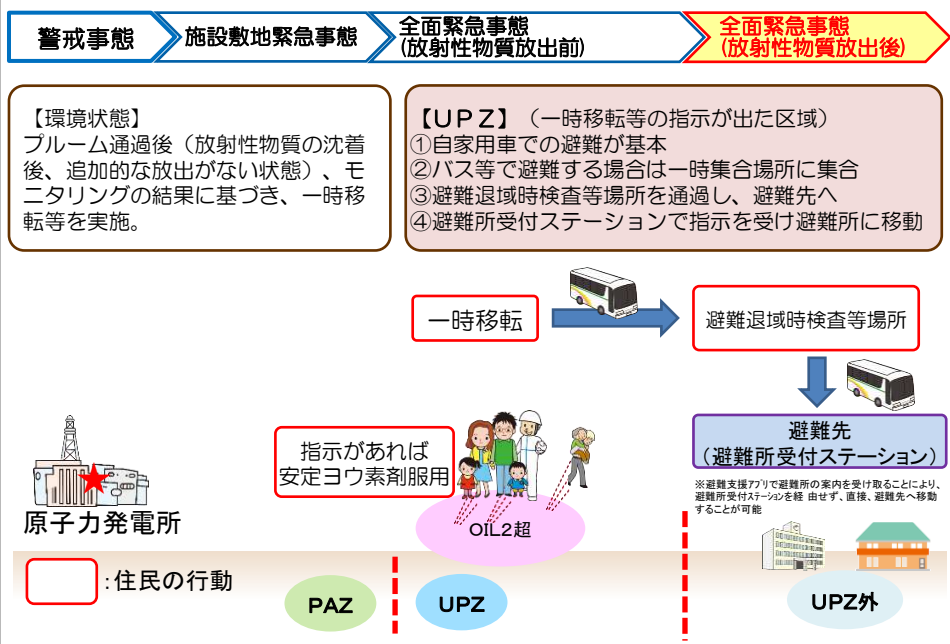 警戒事態
施設敷地緊急事態
全面緊急事態
(放射性物質放出前)
全面緊急事態
(放射性物質放出後)
【環境状態】
プルーム通過後（放射性物質の沈着
後、追加的な放出がない状態）、モ
ニタリングの結果に基づき、一時移
転等を実施。
【UPZ】（一時移転等の指示が出た区域）
①自家用車での避難が基本
②バス等で避難する場合は一時集合場所に集合
③避難退域時検査等場所を通過し、避難先へ
④避難所受付ステーションで指示を受け避難所に移動
一時移転
避難退域時検査等場所
指示があれば
安定ヨウ素剤服用
避難先
（避難所受付ステーション）
※避難支援アプリで避難所の案内を受け取ることにより、
避難所受付ステーションを経 由せず、直接、避難先へ移動
することが可能
原子力発電所
OIL2超
:住民の行動
PAZ
UPZ
UPZ外